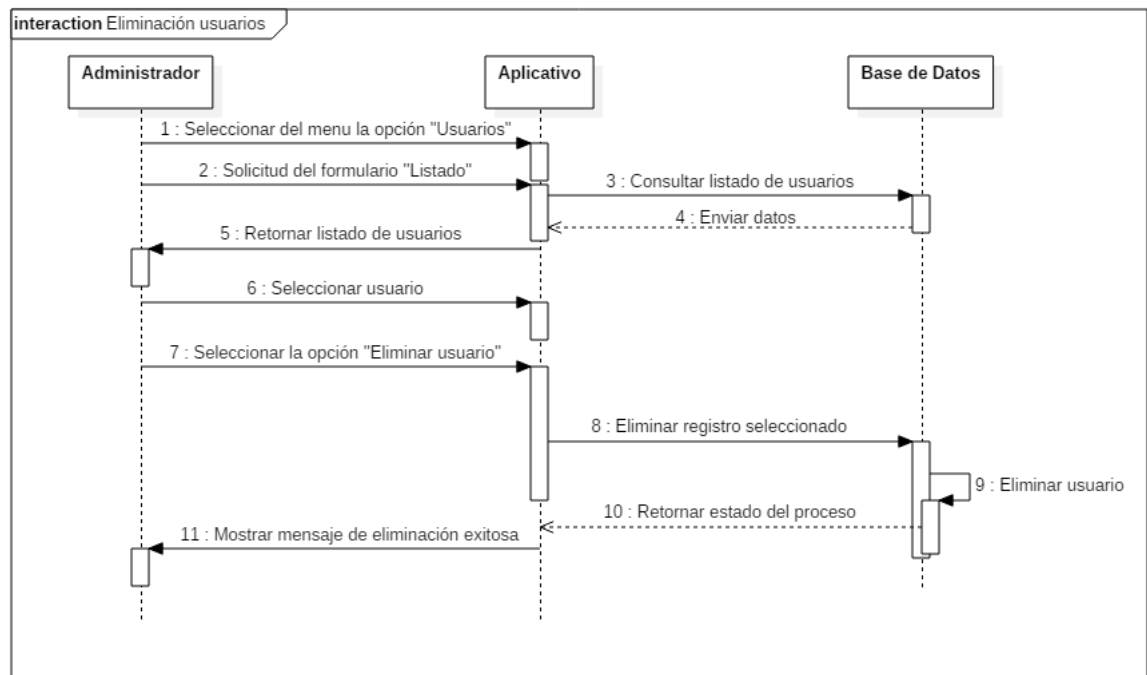 interaction Eliminación usuarios
Administrador
Aplicativo
Base de Datos
1 : Seleccionar del menu la opción "Usuarios"
2 : Solicitud del formulario "Listado"
3 : Consultar listado de usuarios
4 : Enviar datos
5 : Retornar listado de usuarios
6 : Seleccionar usuario
7 : Seleccionar la opción "Eliminar usuario"
8 : Eliminar registro seleccionado
9 : Eliminar usuario
10 : Retornar estado del proceso
11 : Mostrar mensaje de eliminación exitosa